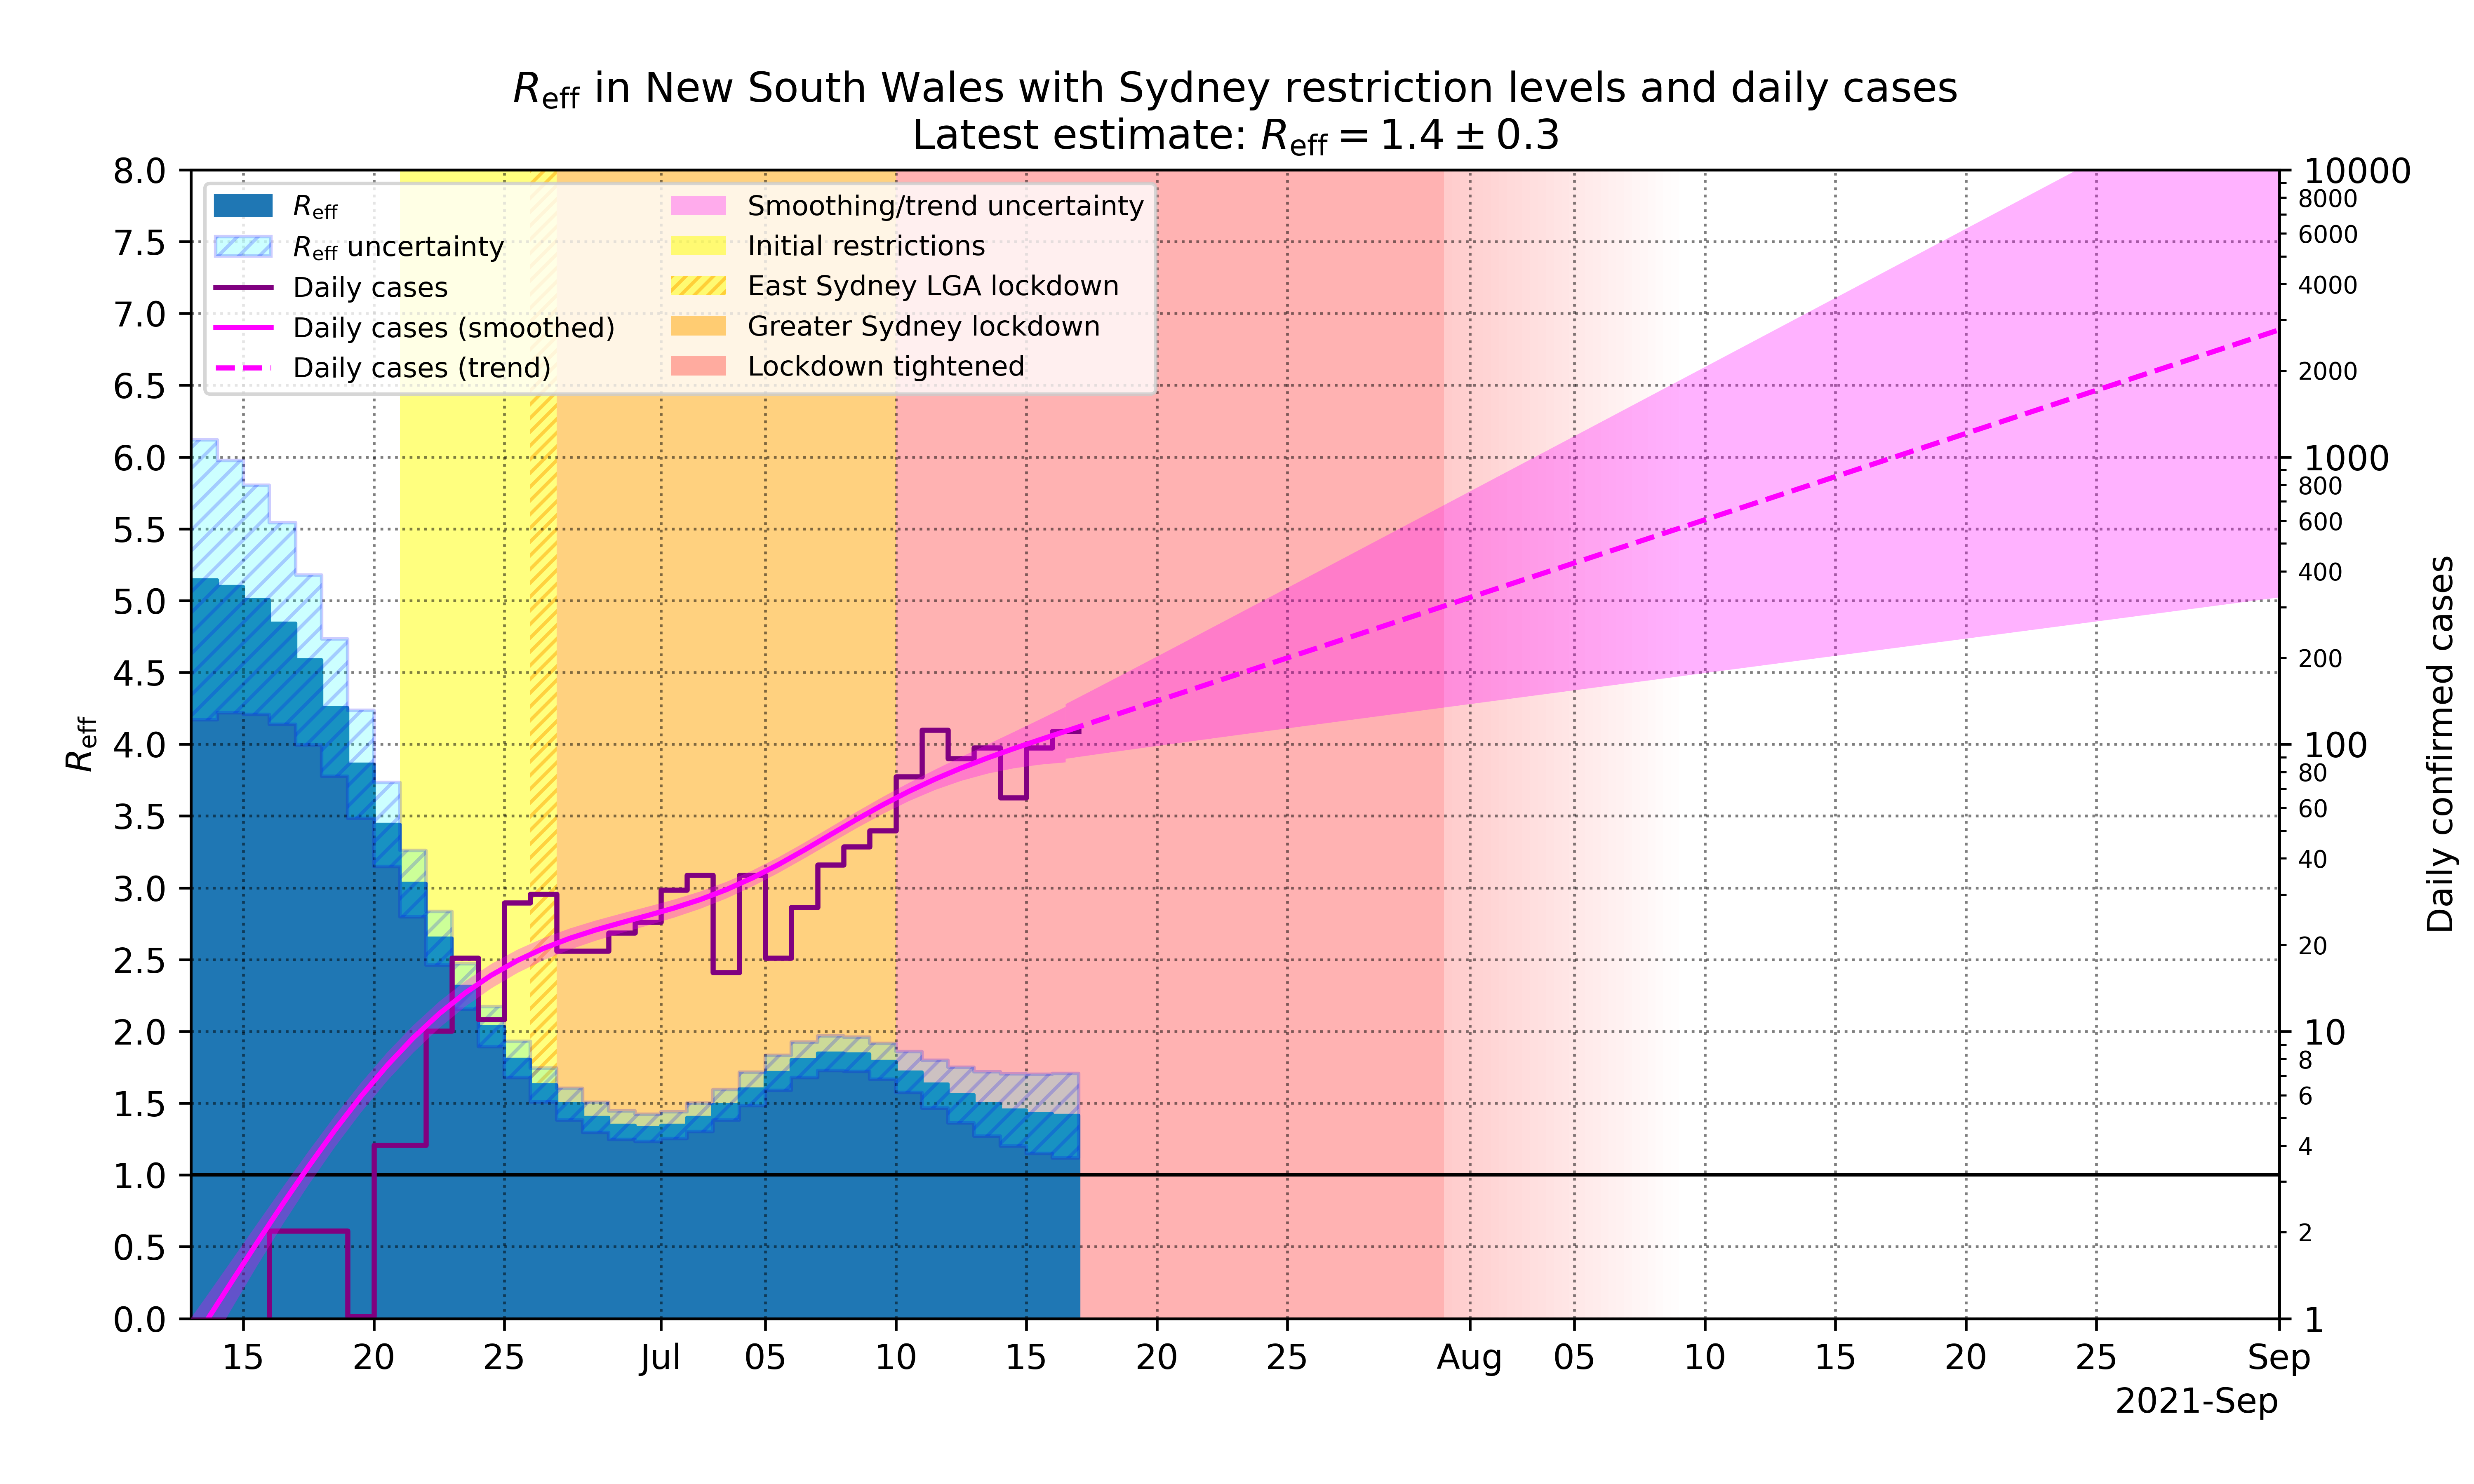 R_eff in New South Wales with Sydney restriction levels and daily cases
Latest estimate: R_eff = 1.4 ± 0.3
R_eff
R_eff uncertainty
Daily cases
Daily cases (smoothed)
Daily cases (trend)
Smoothing/trend uncertainty
Initial restrictions
East Sydney LGA lockdown
Greater Sydney lockdown
Lockdown tightened
8.0
7.5
7.0
6.5
6.0
5.5
5.0
4.5
4.0
3.5
3.0
2.5
2.0
1.5
1.0
0.5
0.0
R_eff
10000
8000
6000
4000
2000
1000
800
600
400
200
100
80
60
40
20
10
8
6
4
2
1
Daily confirmed cases
15 20 25 Jul 05 10 15 20 25 Aug 05 10 15 20 25 Sep
2021-Sep